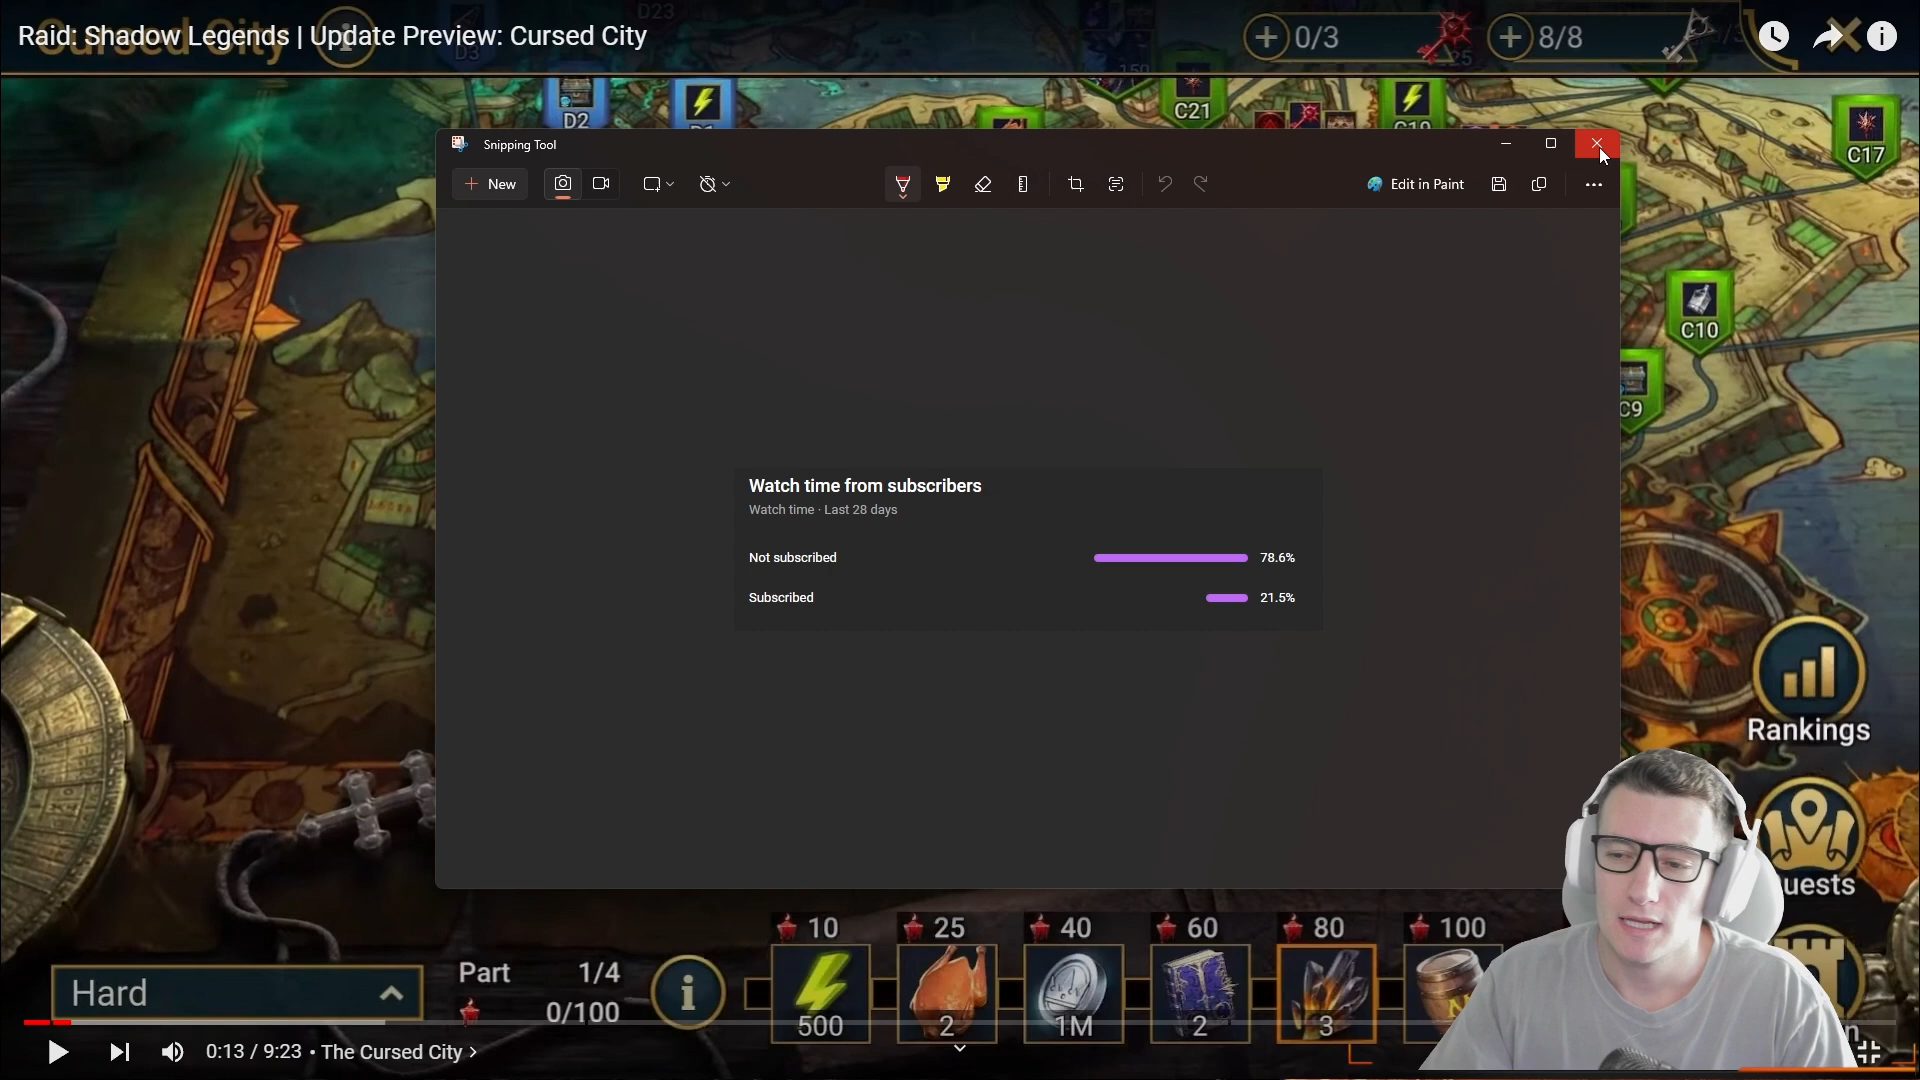 Raid: Shadow Legends | Update Preview: Cursed City
D23
D3
0/3
8/8
150
D2
C21
C17
Snipping Tool
New
Edit in Paint
C10
C9
Watch time from subscribers
Watch time · Last 28 days
Not subscribed 78.6%
Subscribed 21.5%
Rankings
uests
10 25 40 60 80 100
Hard
Part 1/4
0/100
i
500 2 1M 2 3
0:13 / 9:23 • The Cursed City